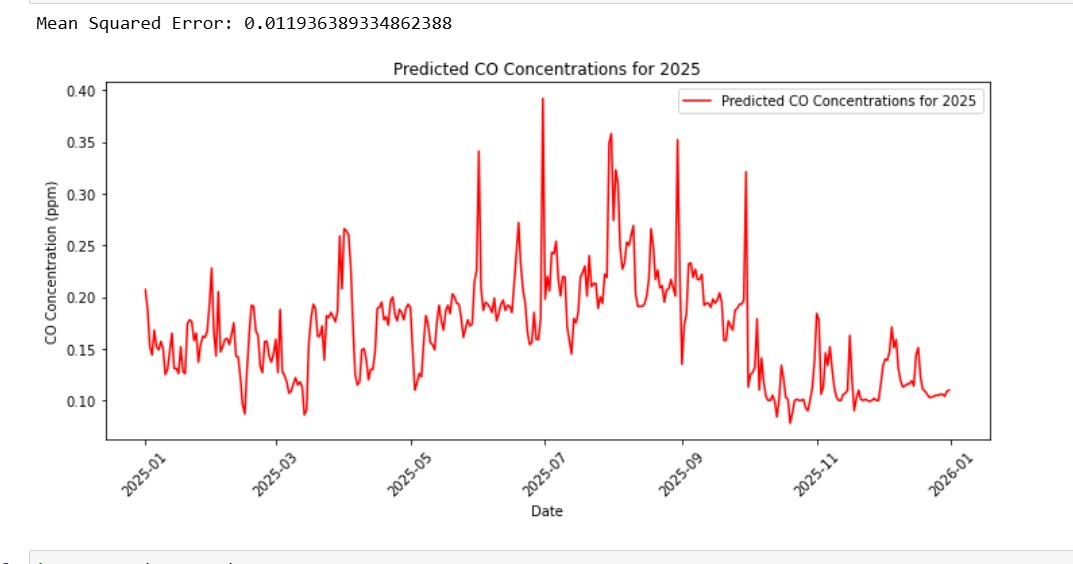 Mean Squared Error: 0.011936389334862388
Predicted CO Concentrations for 2025
Predicted CO Concentrations for 2025
CO Concentration (ppm)
0.40
0.35
0.30
0.25
0.20
0.15
0.10
2025-01
2025-03
2025-05
2025-07
2025-09
2025-11
2026-01
Date